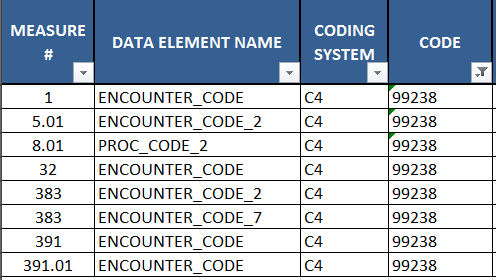 MEASURE # DATA ELEMENT NAME CODING SYSTEM CODE
1 ENCOUNTER_CODE C4 99238
5.01 ENCOUNTER_CODE_2 C4 99238
8.01 PROC_CODE_2 C4 99238
32 ENCOUNTER_CODE C4 99238
383 ENCOUNTER_CODE_2 C4 99238
383 ENCOUNTER_CODE_7 C4 99238
391 ENCOUNTER_CODE C4 99238
391.01 ENCOUNTER_CODE C4 99238